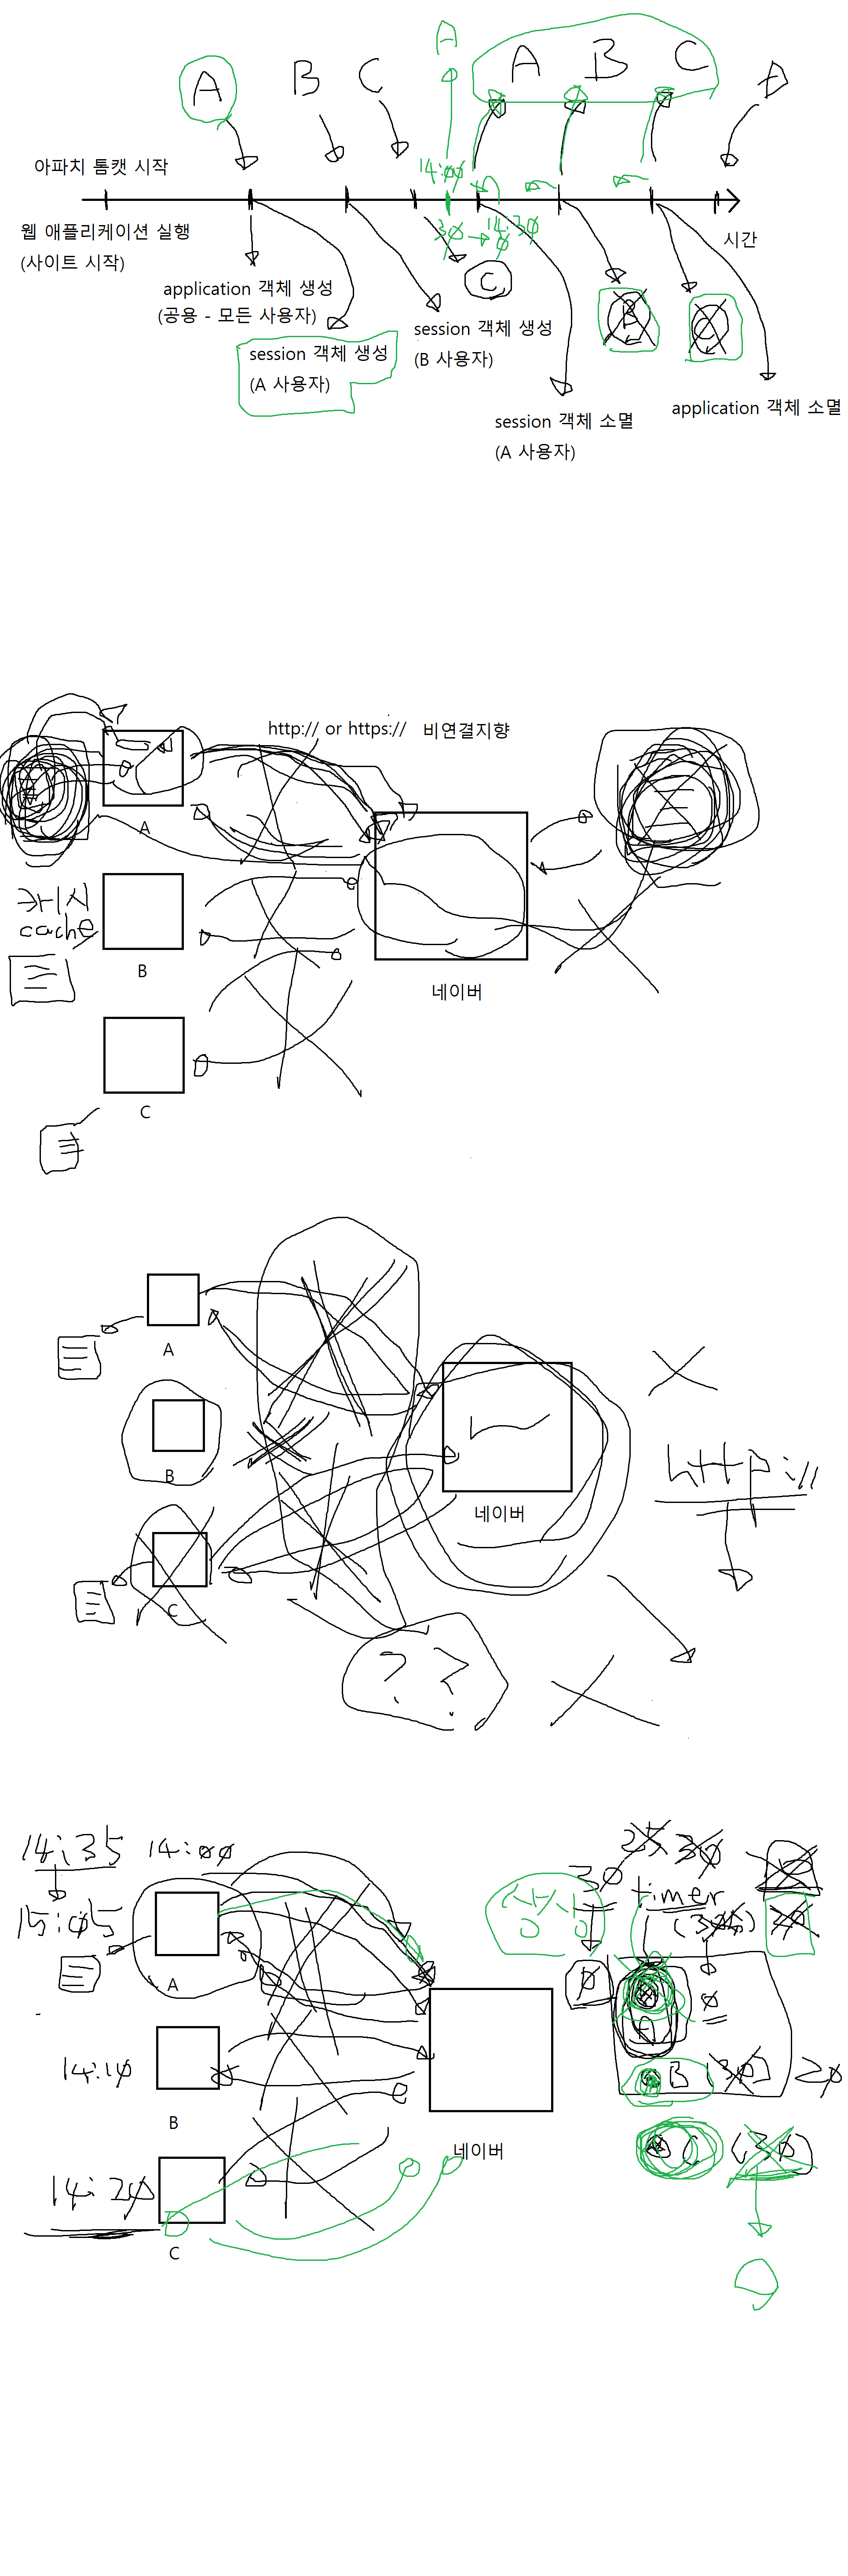 A
A B C A B C D
아파치 톰캣 시작
14:00
웹 애플리케이션 실행
(사이트 시작)
30 → 14:30
0
시간
application 객체 생성
(공용 - 모든 사용자)
C
B
C
session 객체 생성
(A 사용자)
session 객체 생성
(B 사용자)
session 객체 소멸
(A 사용자)
application 객체 소멸
http:// or https:// 비연결지향
A
캐시
cache
B
네이버
C
A
B
네이버
http://
C
? ?
14:35 14:00
25 30
30
timer
상상
15:05
(30)
A
0
14:10
B (30) 20
B
네이버
C (30)
14:20
C